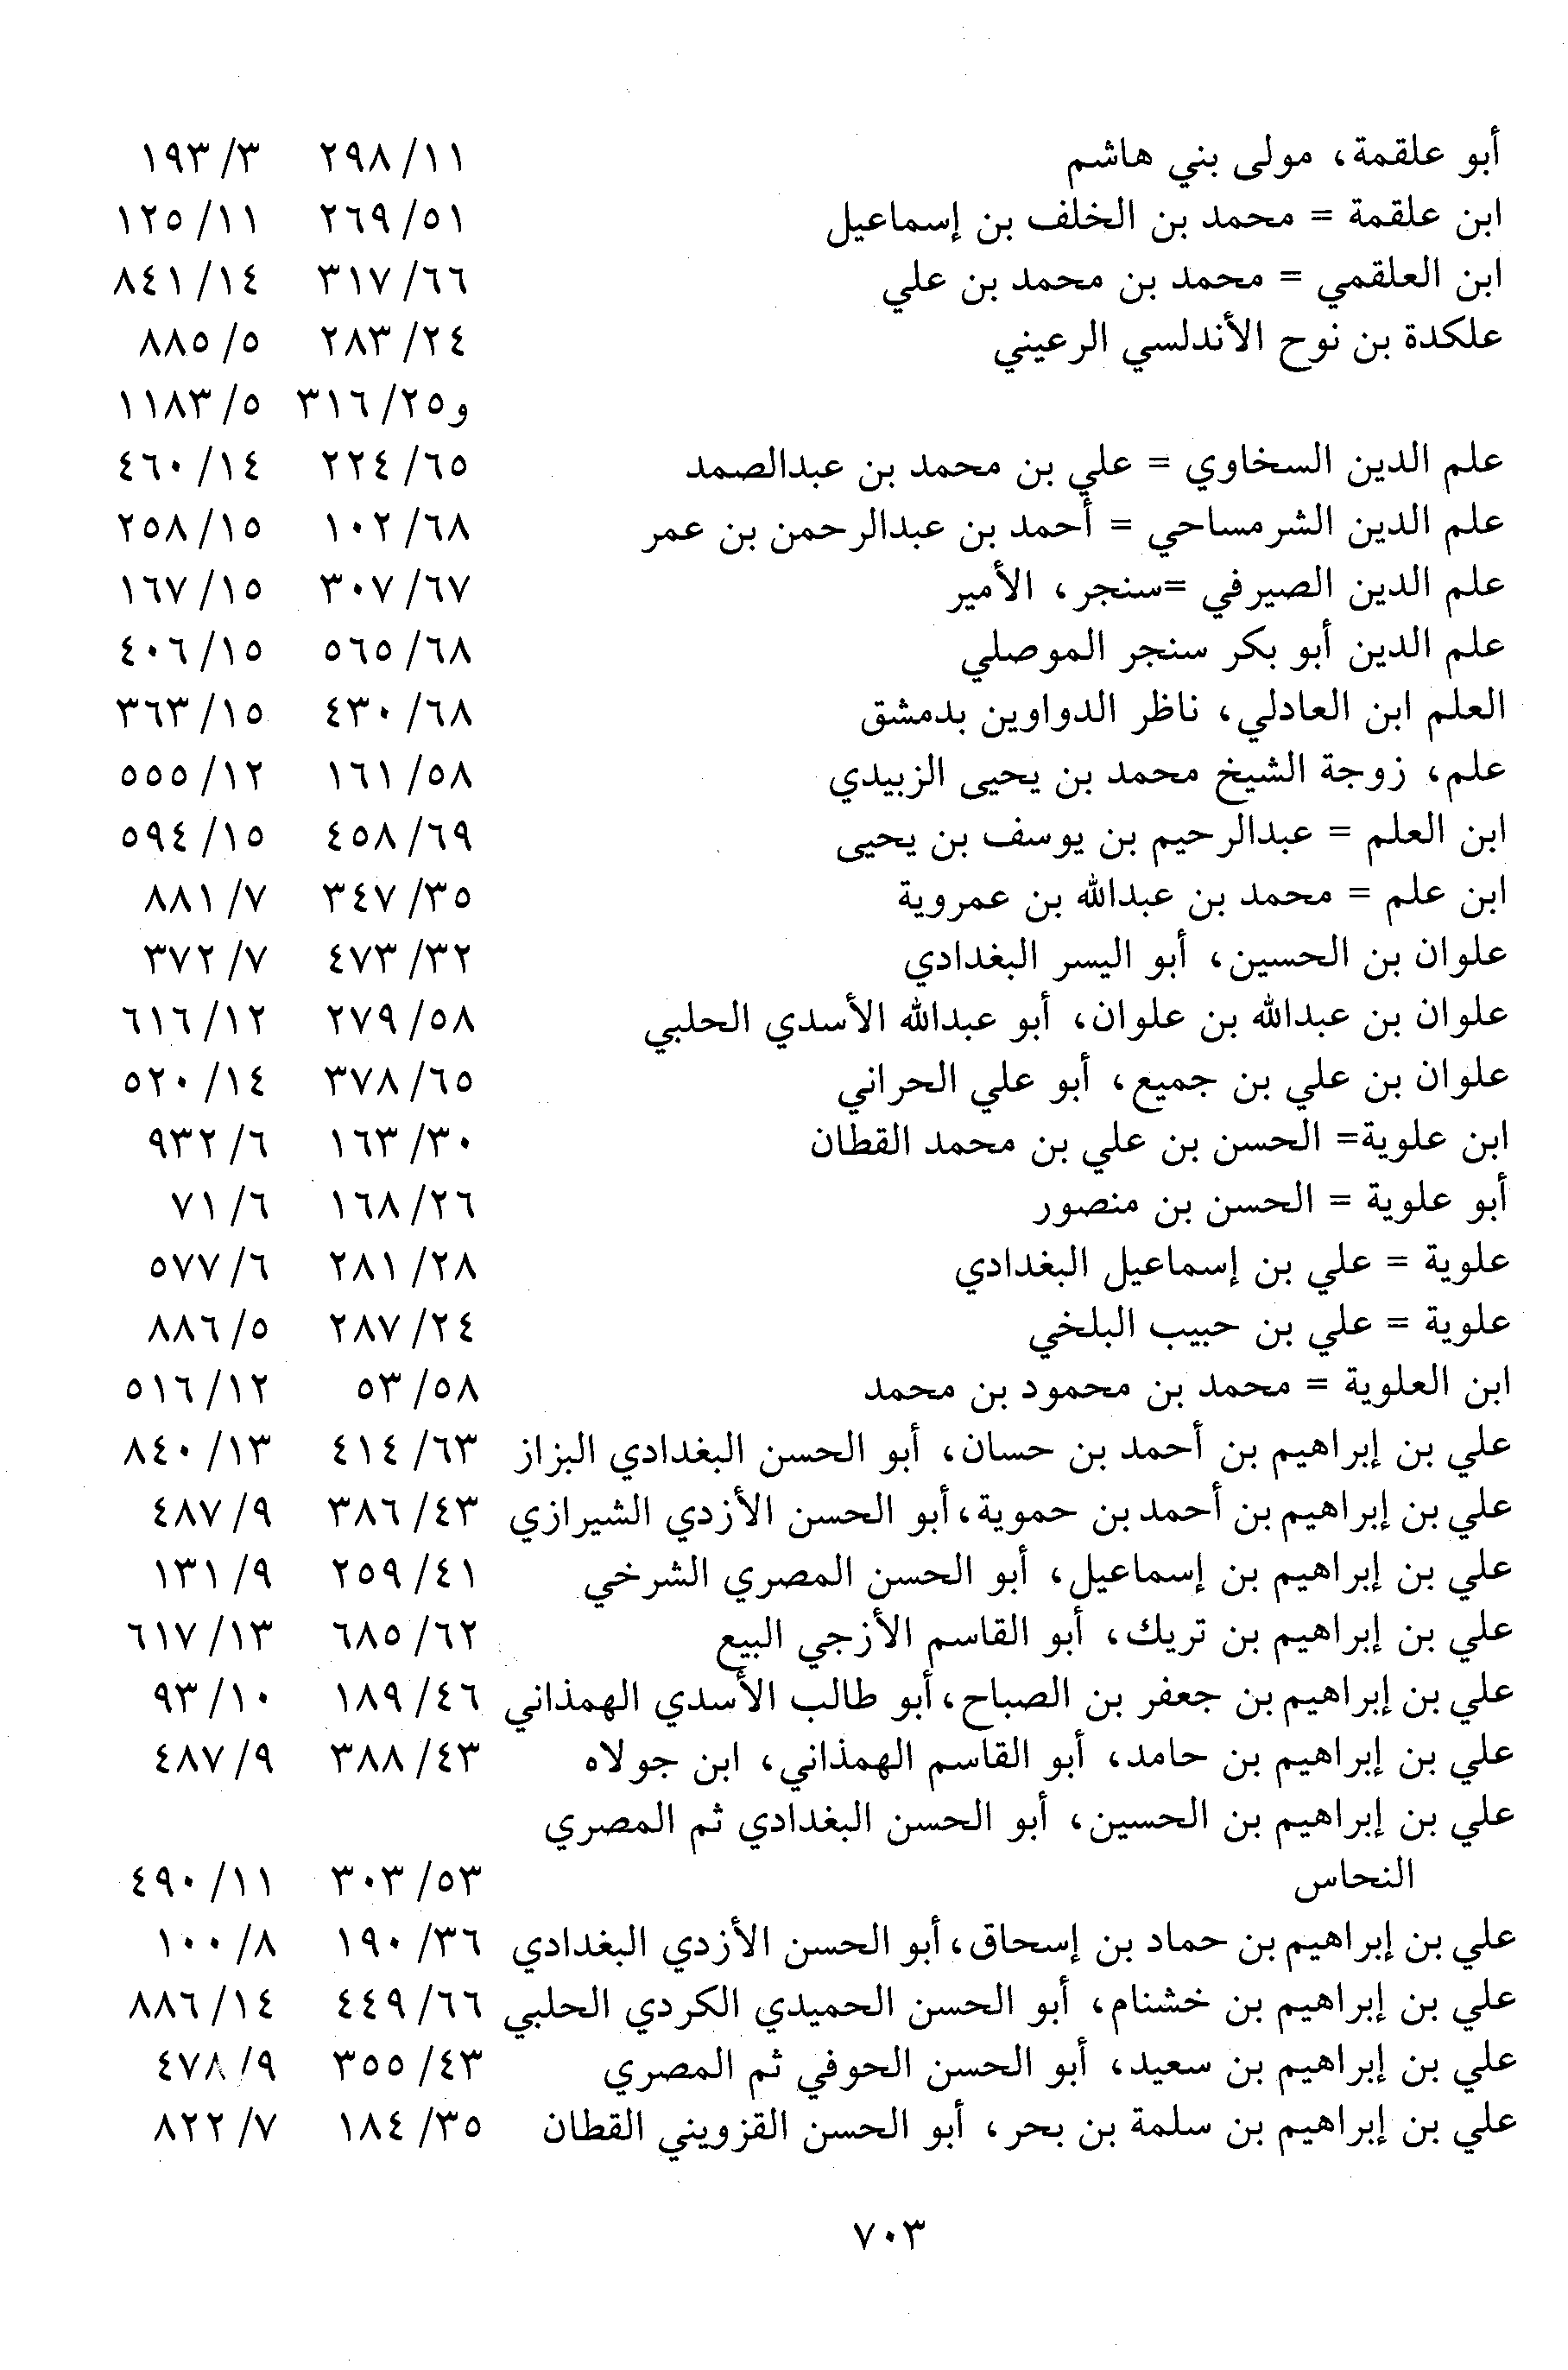 أبو علقمة، مولى بني هاشم ١١/ ٢٩٨ ٣/ ١٩٣
ابن علقمة = محمد بن الخلف بن إسماعيل ٥١/ ٢٦٩ ١١/ ١٢٥
ابن العلقمي = محمد بن محمد بن علي ٦٦/ ٣١٧ ١٤/ ٨٤١
علكدة بن نوح الأندلسي الرعيني ٢٤/ ٢٨٣ ٥/ ٨٨٥
و٢٥/ ٣١٦ ٥/ ١١٨٣
علم الدين السخاوي = علي بن محمد بن عبدالصمد ٦٥/ ٢٢٤ ١٤/ ٤٦٠
علم الدين الشرمساحي = أحمد بن عبدالرحمن بن عمر ٦٨/ ١٠٢ ١٥/ ٢٥٨
علم الدين الصيرفي =سنجر، الأمير ٦٧/ ٣٠٧ ١٥/ ١٦٧
علم الدين أبو بكر سنجر الموصلي ٦٨/ ٥٦٥ ١٥/ ٤٠٦
العلم ابن العادلي، ناظر الدواوين بدمشق ٦٨/ ٤٣٠ ١٥/ ٣٦٣
علم، زوجة الشيخ محمد بن يحيى الزبيدي ٥٨/ ١٦١ ١٢/ ٥٥٥
ابن العلم = عبدالرحيم بن يوسف بن يحيى ٦٩/ ٤٥٨ ١٥/ ٥٩٤
ابن علم = محمد بن عبدالله بن عمروية ٣٥/ ٣٤٧ ٧/ ٨٨١
علوان بن الحسين، أبو اليسر البغدادي ٣٢/ ٤٧٣ ٧/ ٣٧٢
علوان بن عبدالله بن علوان، أبو عبدالله الأسدي الحلبي ٥٨/ ٢٧٩ ١٢/ ٦١٦
علوان بن علي بن جميع، أبو علي الحراني ٦٥/ ٣٧٨ ١٤/ ٥٢٠
ابن علوية= الحسن بن علي بن محمد القطان ٣٠/ ١٦٣ ٦/ ٩٣٢
أبو علوية = الحسن بن منصور ٢٦/ ١٦٨ ٦/ ٧١
علوية = علي بن إسماعيل البغدادي ٢٨/ ٢٨١ ٦/ ٥٧٧
علوية = علي بن حبيب البلخي ٢٤/ ٢٨٧ ٥/ ٨٨٦
ابن العلوية = محمد بن محمود بن محمد ٥٨/ ٥٣ ١٢/ ٥١٦
علي بن إبراهيم بن أحمد بن حسان، أبو الحسن البغدادي البزاز ٦٣/ ٤١٤ ١٣/ ٨٤٠
علي بن إبراهيم بن أحمد بن حموية،أبو الحسن الأزدي الشيرازي ٤٣/ ٣٨٦ ٩/ ٤٨٧
علي بن إبراهيم بن إسماعيل، أبو الحسن المصري الشرخي ٤١/ ٢٥٩ ٩/ ١٣١
علي بن إبراهيم بن تريك، أبو القاسم الأزجي البيع ٦٢/ ٦٨٥ ١٣/ ٦١٧
علي بن إبراهيم بن جعفر بن الصباح،أبو طالب الأسدي الهمذاني ٤٦/ ١٨٩ ١٠/ ٩٣
علي بن إبراهيم بن حامد، أبو القاسم الهمذاني، ابن جولاه ٤٣/ ٣٨٨ ٩/ ٤٨٧
علي بن إبراهيم بن الحسين، أبو الحسن البغدادي ثم المصري
النحاس ٥٣/ ٣٠٣ ١١/ ٤٩٠
علي بن إبراهيم بن حماد بن إسحاق،أبو الحسن الأزدي البغدادي ٣٦/ ١٩٠ ٨/ ١٠٠
علي بن إبراهيم بن خشنام، أبو الحسن الحميدي الكردي الحلبي ٦٦/ ٤٤٩ ١٤/ ٨٨٦
علي بن إبراهيم بن سعيد، أبو الحسن الحوفي ثم المصري ٤٣/ ٣٥٥ ٩/ ٤٧٨
علي بن إبراهيم بن سلمة بن بحر، أبو الحسن القزويني القطان ٣٥/ ١٨٤ ٧/ ٨٢٢
٧٠٣